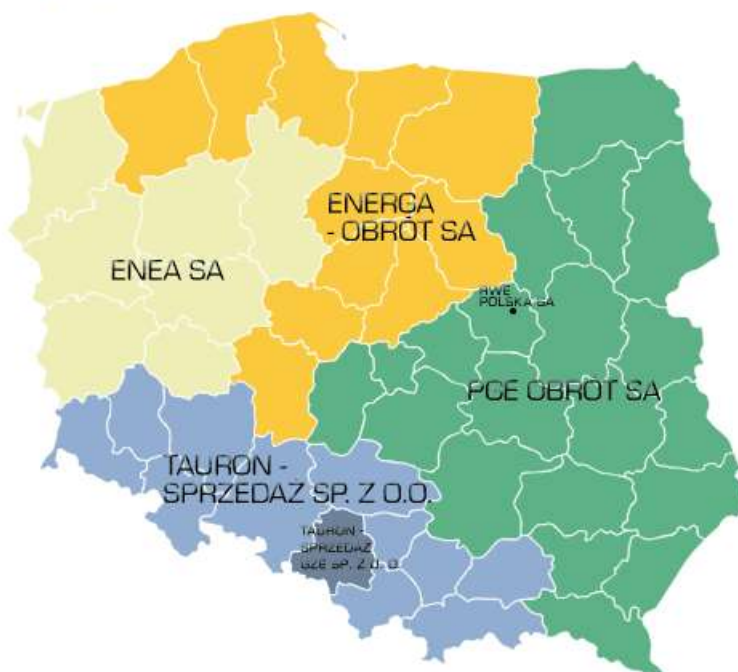 ENERGA
- OBRÓT SA
ENEA SA
RWE
POLSKA SA
PGE OBRÓT SA
TAURON -
SPRZEDAŻ SP. Z O.O.
TAURON -
SPRZEDAŻ
GZE SP. Z O. O.